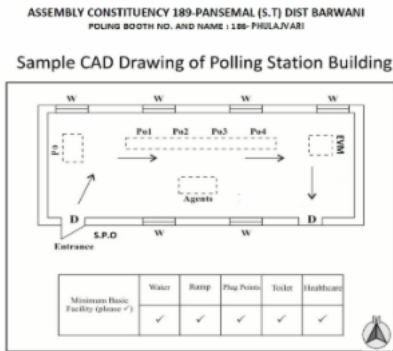 ASSEMBLY CONSTITUENCY 189-PANSEMAL (S.T) DIST BARWANI
POLING BOOTH NO. AND NAME : 186- PHULAJVARI
Sample CAD Drawing of Polling Station Building
W W W W
Po1 Po2 Po3 Po4
Po
EVM
Agents
D D
S.P.O
Entrance
W W
Minimum Basic Facility (please ✓) Water Ramp Plug Points Toilet Healthcare
✓ ✓ ✓ ✓ ✓